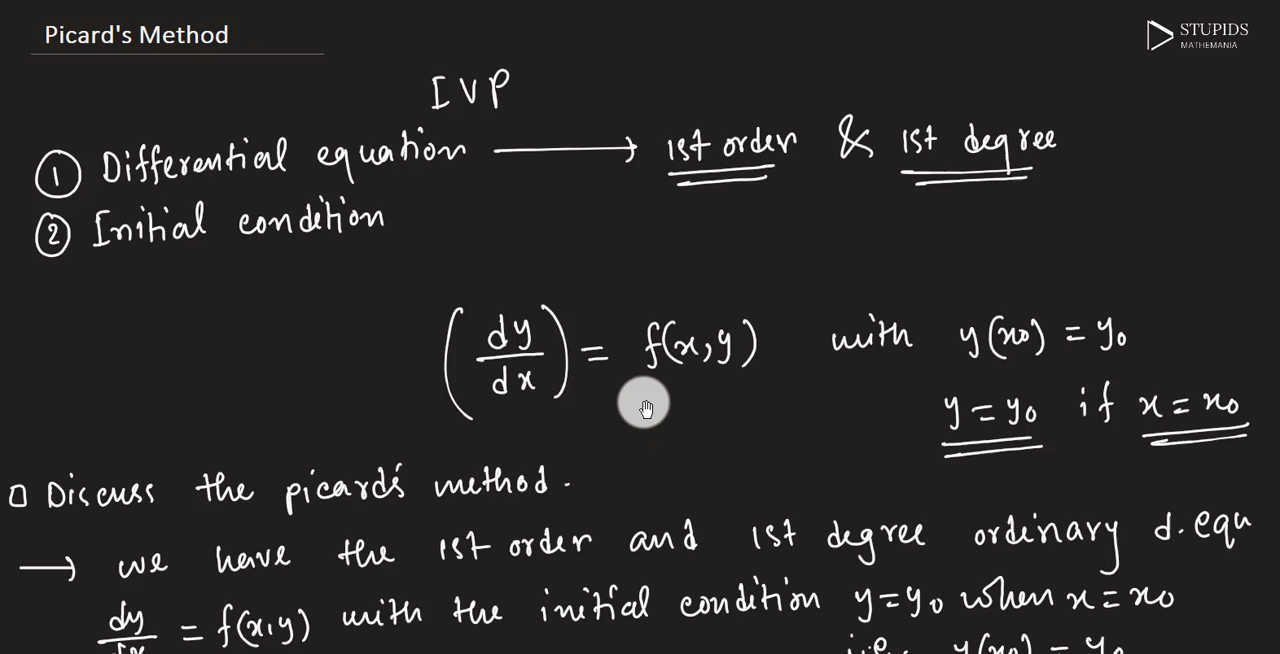 Picard's Method
STUPIDS
MATHEMANIA
IVP
① Differential equation ⟶ 1st order & 1st degree
② Initial condition
(dy/dx) = f(x,y) with y(x₀) = y₀
y = y₀ if x = x₀
□ Discuss the picard's method.
⟶ we have the 1st order and 1st degree ordinary d. equ
dy/dx = f(x,y) with the initial condition y=y₀ when x=x₀
i.e. y(x₀) = y₀